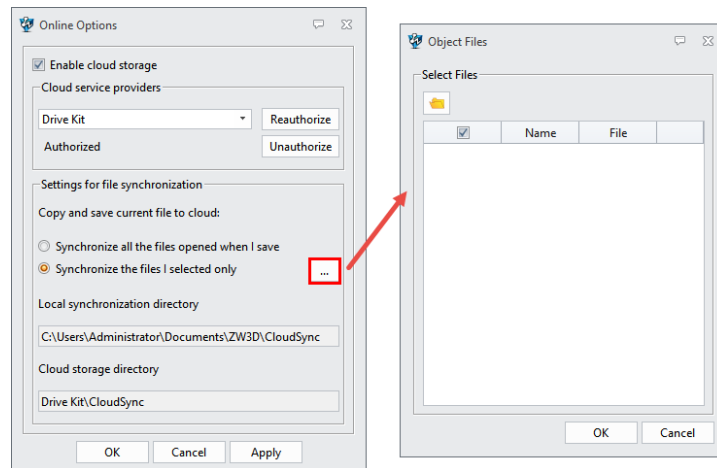 Online Options
Enable cloud storage
Cloud service providers
Drive Kit
Reauthorize
Authorized
Unauthorize
Settings for file synchronization
Copy and save current file to cloud:
Synchronize all the files opened when I save
Synchronize the files I selected only
...
Local synchronization directory
C:\Users\Administrator\Documents\ZW3D\CloudSync
Cloud storage directory
Drive Kit\CloudSync
OK Cancel Apply
Object Files
Select Files
Name File
OK Cancel